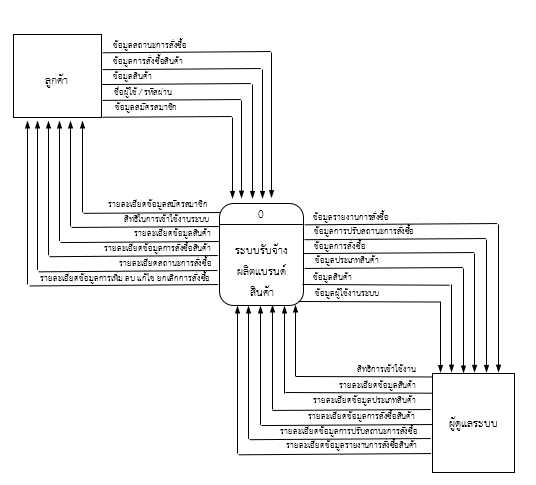 ข้อมูลสถานะการสั่งซื้อ
ข้อมูลการสั่งซื้อสินค้า
ลูกค้า
ข้อมูลสินค้า
ชื่อผู้ใช้ / รหัสผ่าน
ข้อมูลสมัครสมาชิก
รายละเอียดข้อมูลสมัครสมาชิก
สิทธิในการเข้าใช้งานระบบ
รายละเอียดข้อมูลสินค้า
รายละเอียดข้อมูลการสั่งซื้อสินค้า
รายละเอียดสถานะการสั่งซื้อ
รายละเอียดข้อมูลการเพิ่ม ลบ แก้ไข ยกเลิกการสั่งซื้อ
0
ระบบรับจ้าง
ผลิตแบรนด์
สินค้า
ข้อมูลรายงานการสั่งซื้อ
ข้อมูลการปรับสถานะการสั่งซื้อ
ข้อมูลการสั่งซื้อ
ข้อมูลประเภทสินค้า
ข้อมูลสินค้า
ข้อมูลผู้ใช้งานระบบ
สิทธิการเข้าใช้งาน
รายละเอียดข้อมูลสินค้า
รายละเอียดข้อมูลประเภทสินค้า
รายละเอียดข้อมูลการสั่งซื้อสินค้า
รายละเอียดข้อมูลการปรับสถานะการสั่งซื้อ
รายละเอียดข้อมูลรายงานการสั่งซื้อสินค้า
ผู้ดูแลระบบ